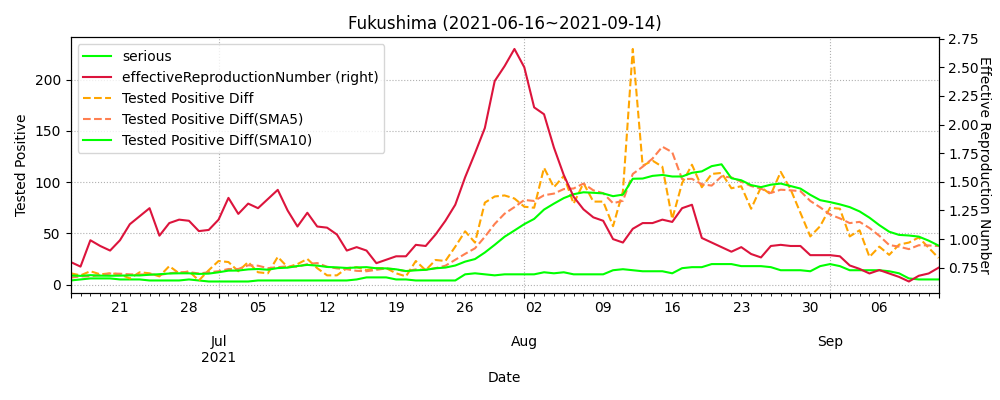 Fukushima (2021-06-16~2021-09-14)
serious
effectiveReproductionNumber (right)
Tested Positive Diff
Tested Positive Diff(SMA5)
Tested Positive Diff(SMA10)
Tested Positive
200
150
100
50
0
2.75
2.50
2.25
2.00
1.75
1.50
1.25
1.00
0.75
Effective Reproduction Number
21 28 05 12 19 26 02 09 16 23 30 06
Jul Aug Sep
2021
Date